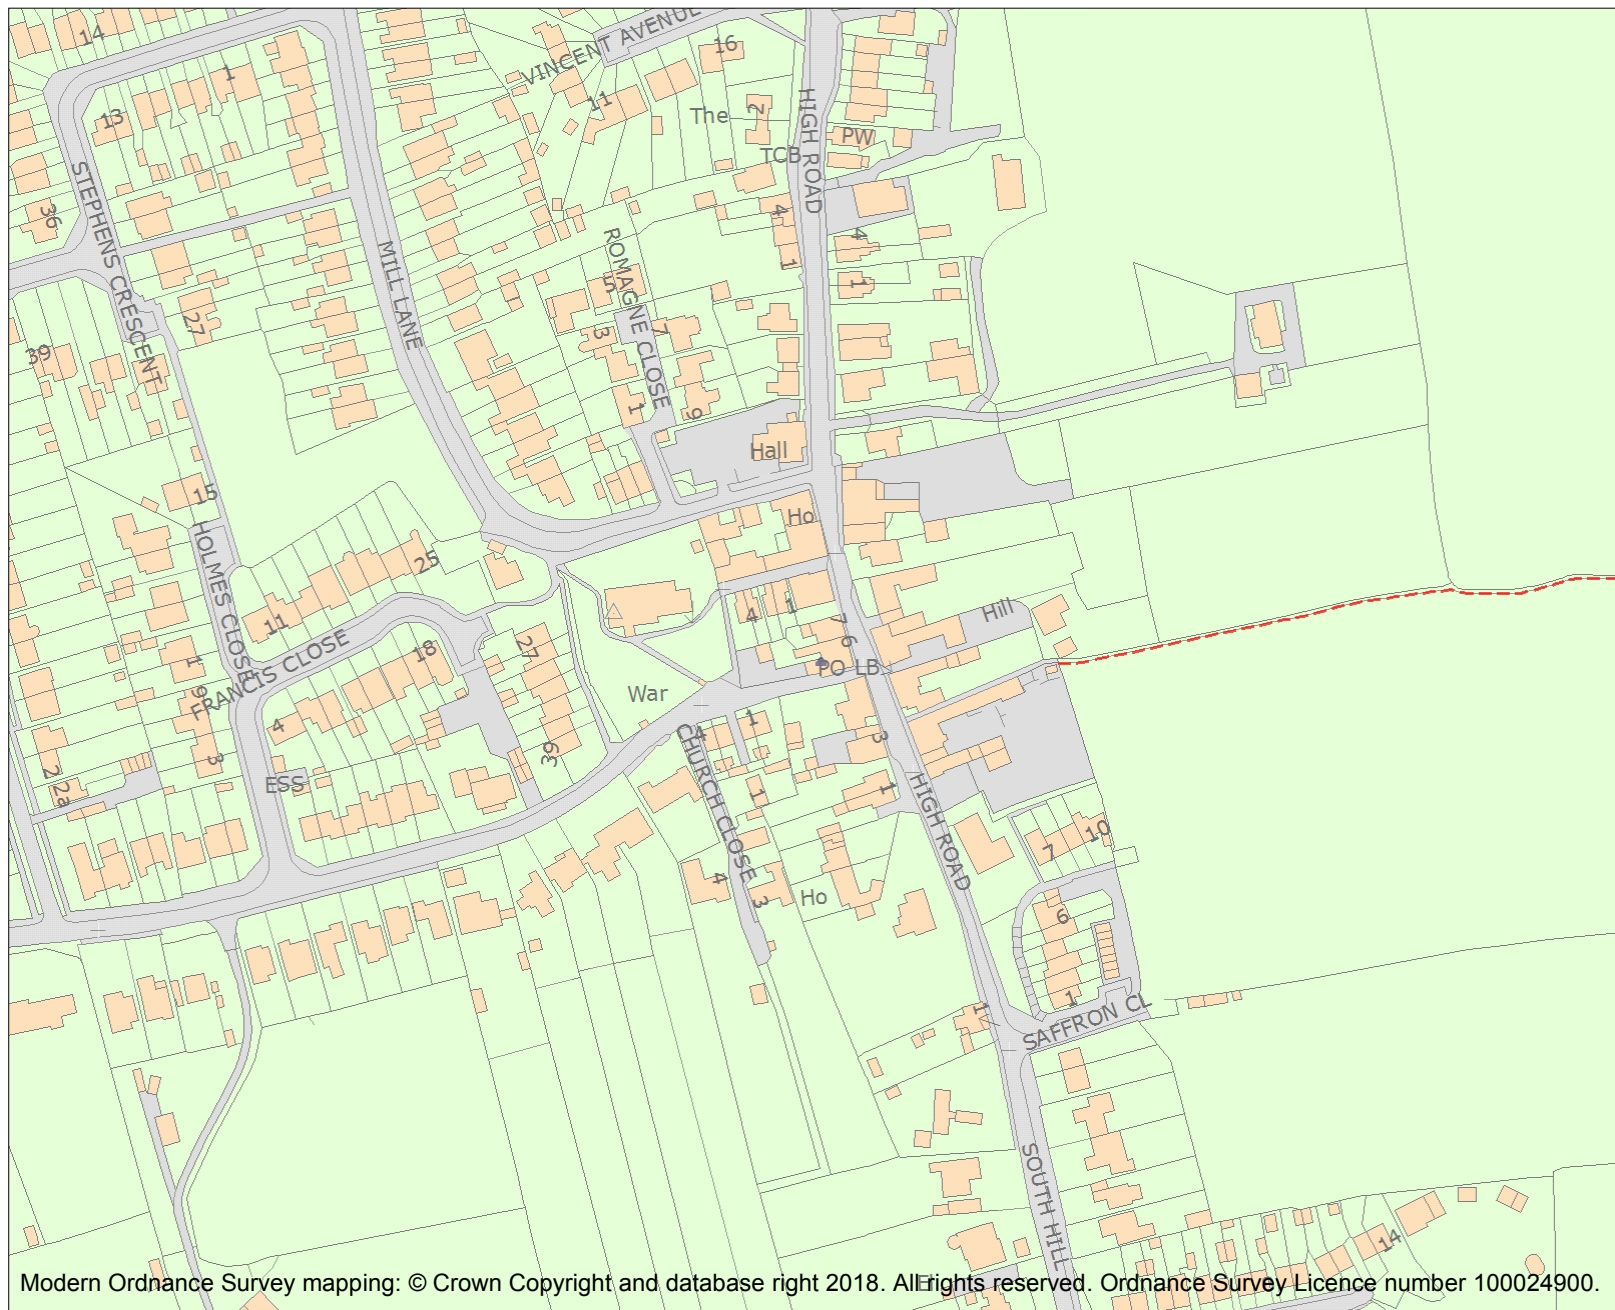 14
VINCENT AVENUE
16
1
11
The
2
HIGH ROAD
13
PW
TCB
STEPHENS CRESCENT
36
4
MILL LANE
ROMAGNE CLOSE
4
1
5
1
27
3
7
39
1
9
Hall
15
Ho
HOLMES CLOSE
25
11
4
1
7
Hill
6
FRANCIS CLOSE
18
27
1
9
PO
LB
War
4
4
1
CHURCH CLOSE
3
39
3
2
2a
ESS
1
1
HIGH ROAD
10
7
4
3
Ho
6
1
1
SAFFRON CL
SOUTH HILL
14
El
Modern Ordnance Survey mapping: © Crown Copyright and database right 2018. All rights reserved. Ordnance Survey Licence number 100024900.